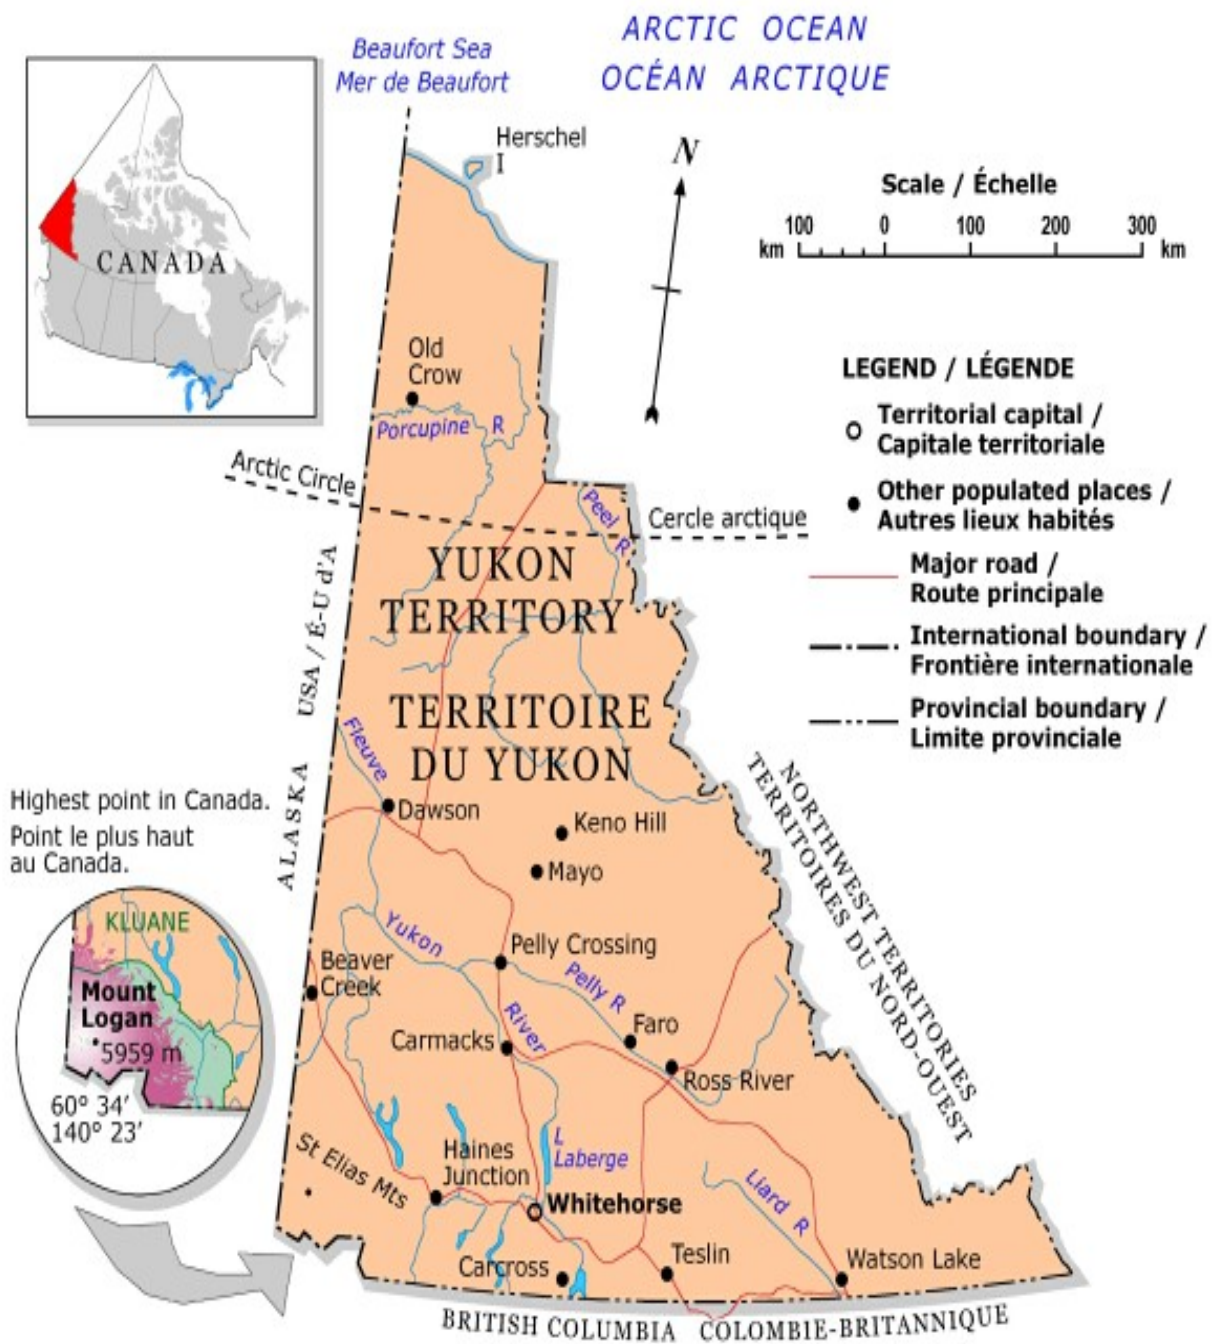 ARCTIC OCEAN
OCÉAN ARCTIQUE
Beaufort Sea
Mer de Beaufort
Herschel
I
N
CANADA
Scale / Échelle
100 0 100 200 300
km km
Old
Crow
Porcupine R
Arctic Circle
Cercle arctique
Peel R
LEGEND / LÉGENDE
Territorial capital /
Capitale territoriale
Other populated places /
Autres lieux habités
Major road /
Route principale
International boundary /
Frontière internationale
Provincial boundary /
Limite provinciale
YUKON
TERRITORY
TERRITOIRE
DU YUKON
ALASKA USA / É-U d'A
NORTHWEST TERRITORIES
TERRITOIRES DU NORD-OUEST
Fleuve
Dawson
Keno Hill
Mayo
Yukon
River
Pelly Crossing
Pelly R
Beaver
Creek
Carmacks
Faro
Ross River
Highest point in Canada.
Point le plus haut
au Canada.
KLUANE
Mount
Logan
5959 m
60° 34′
140° 23′
St Elias Mts
Haines
Junction
L
Laberge
Whitehorse
Liard R
Carcross
Teslin
Watson Lake
BRITISH COLUMBIA COLOMBIE-BRITANNIQUE